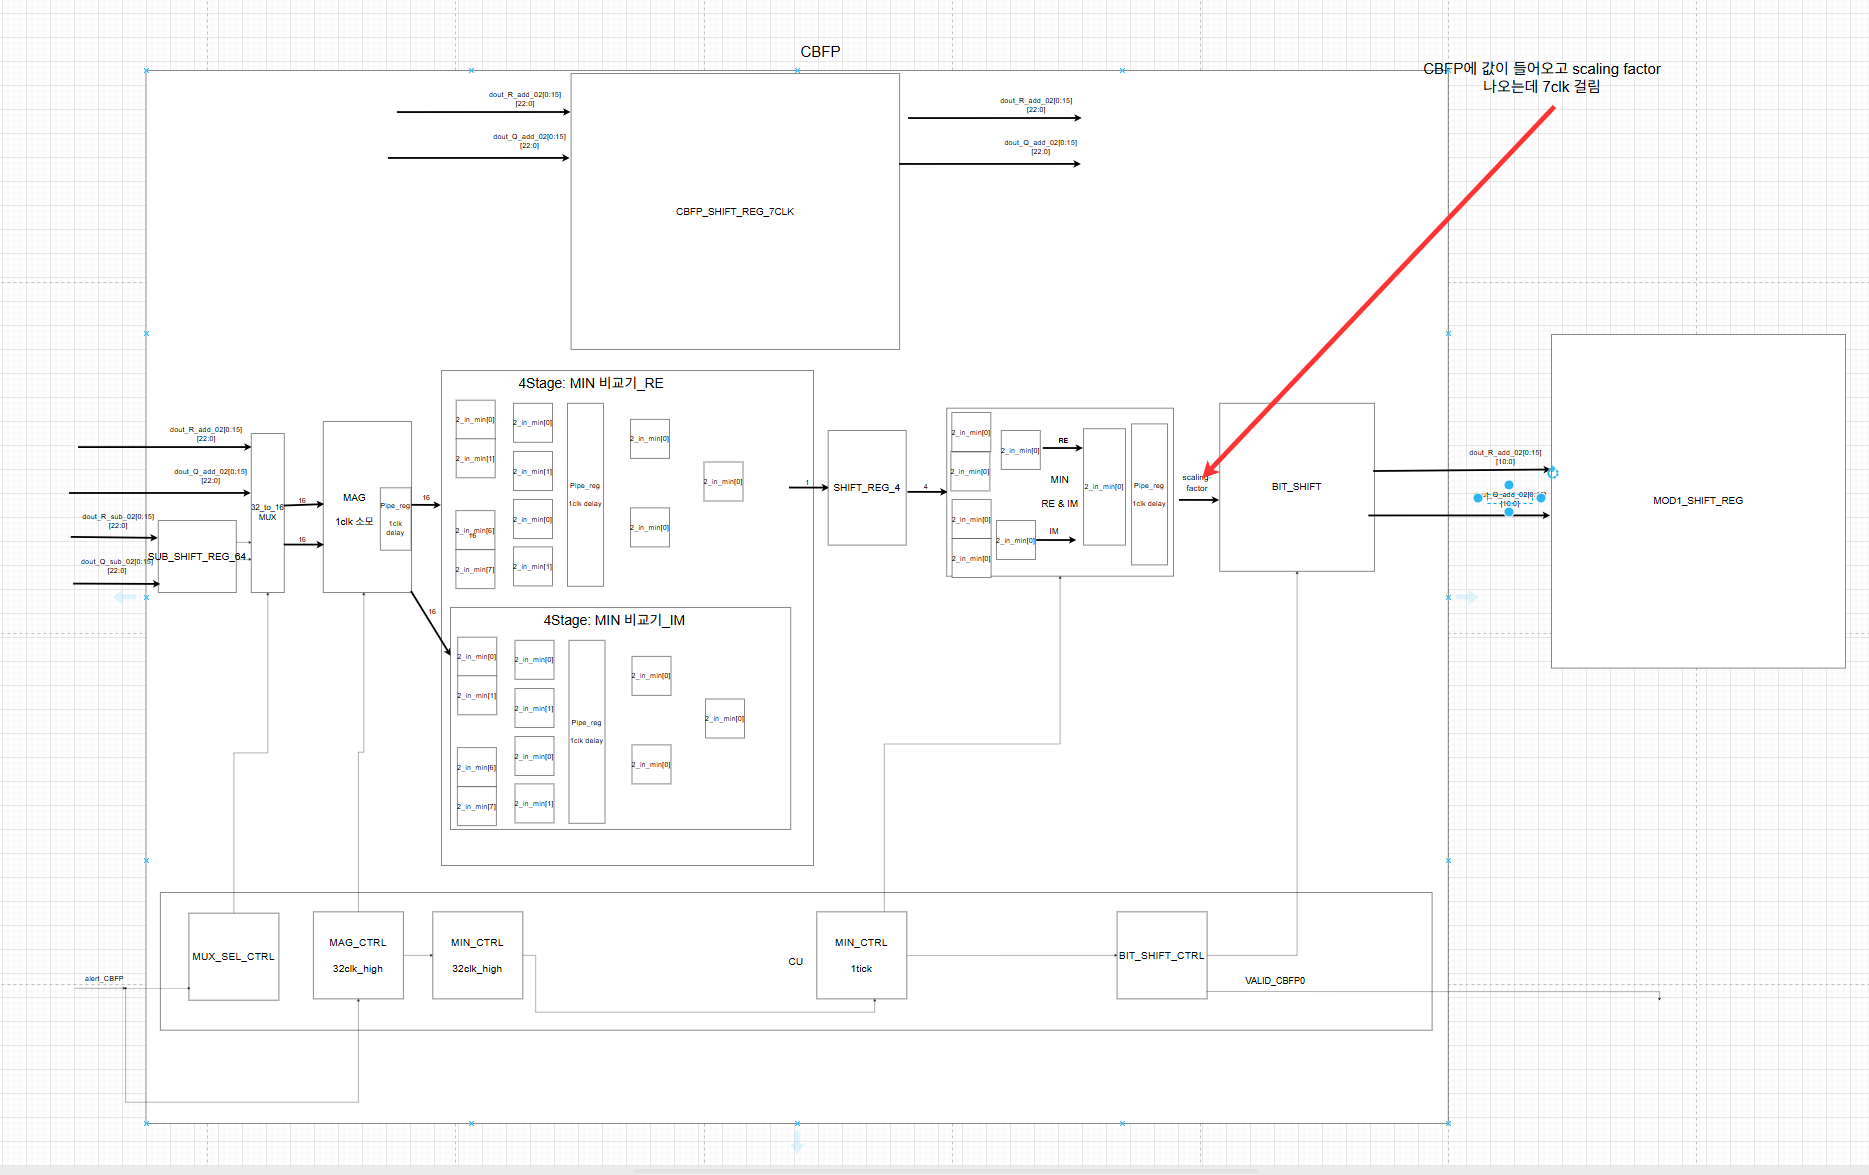 CBFP
CBFP에 값이 들어오고 scaling factor
나오는데 7clk 걸림
dout_R_add_02[0:15]
[22:0]
dout_Q_add_02[0:15]
[22:0]
dout_R_add_02[0:15]
[22:0]
dout_Q_add_02[0:15]
[22:0]
CBFP_SHIFT_REG_7CLK
dout_R_add_02[0:15]
[22:0]
dout_Q_add_02[0:15]
[22:0]
dout_R_sub_02[0:15]
[22:0]
dout_Q_sub_02[0:15]
[22:0]
SUB_SHIFT_REG_64
32_to_16
MUX
16
16
MAG
1clk 소모
Pipe_reg
1clk
delay
16
16
4Stage: MIN 비교기_RE
2_in_min[0]
2_in_min[1]
2_in_min[6]
16
2_in_min[7]
2_in_min[0]
2_in_min[1]
2_in_min[0]
2_in_min[1]
Pipe_reg
1clk delay
2_in_min[0]
2_in_min[0]
2_in_min[0]
4Stage: MIN 비교기_IM
2_in_min[0]
2_in_min[1]
2_in_min[6]
2_in_min[7]
2_in_min[0]
2_in_min[1]
2_in_min[0]
2_in_min[1]
Pipe_reg
1clk delay
2_in_min[0]
2_in_min[0]
2_in_min[0]
1
SHIFT_REG_4
4
2_in_min[0]
2_in_min[0]
2_in_min[0]
2_in_min[0]
2_in_min[0]
2_in_min[0]
RE
MIN
RE & IM
IM
2_in_min[0]
Pipe_reg
1clk delay
scaling-
factor
BIT_SHIFT
dout_R_add_02[0:15]
[10:0]
dout_Q_add_02[0:15]
[10:0]
MOD1_SHIFT_REG
alert_CBFP
MUX_SEL_CTRL
MAG_CTRL
32clk_high
MIN_CTRL
32clk_high
CU
MIN_CTRL
1tick
BIT_SHIFT_CTRL
VALID_CBFP0